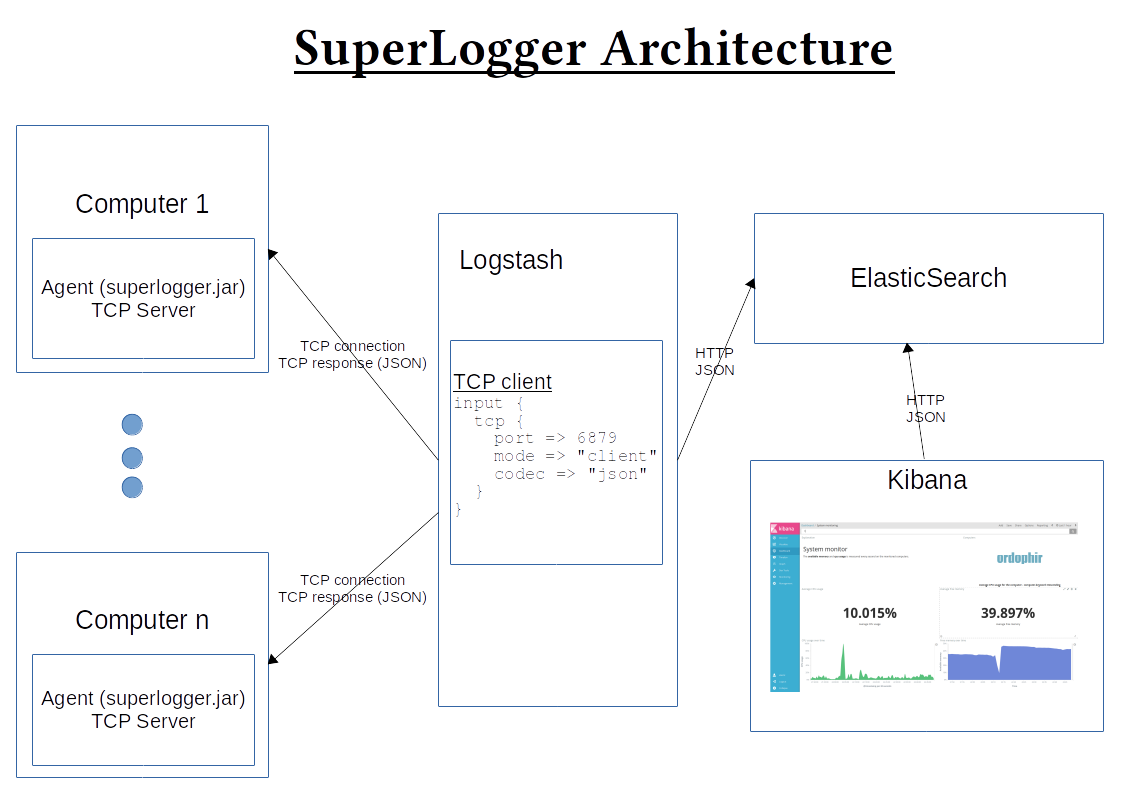 SuperLogger Architecture
Computer 1
Agent (superlogger.jar)
TCP Server
TCP connection
TCP response (JSON)
Computer n
Agent (superlogger.jar)
TCP Server
TCP connection
TCP response (JSON)
Logstash
TCP client
input {
tcp {
port => 6879
mode => "client"
codec => "json"
}
}
HTTP
JSON
ElasticSearch
HTTP
JSON
Kibana
kibana
System monitor
urduphir
10.015%
39.897%